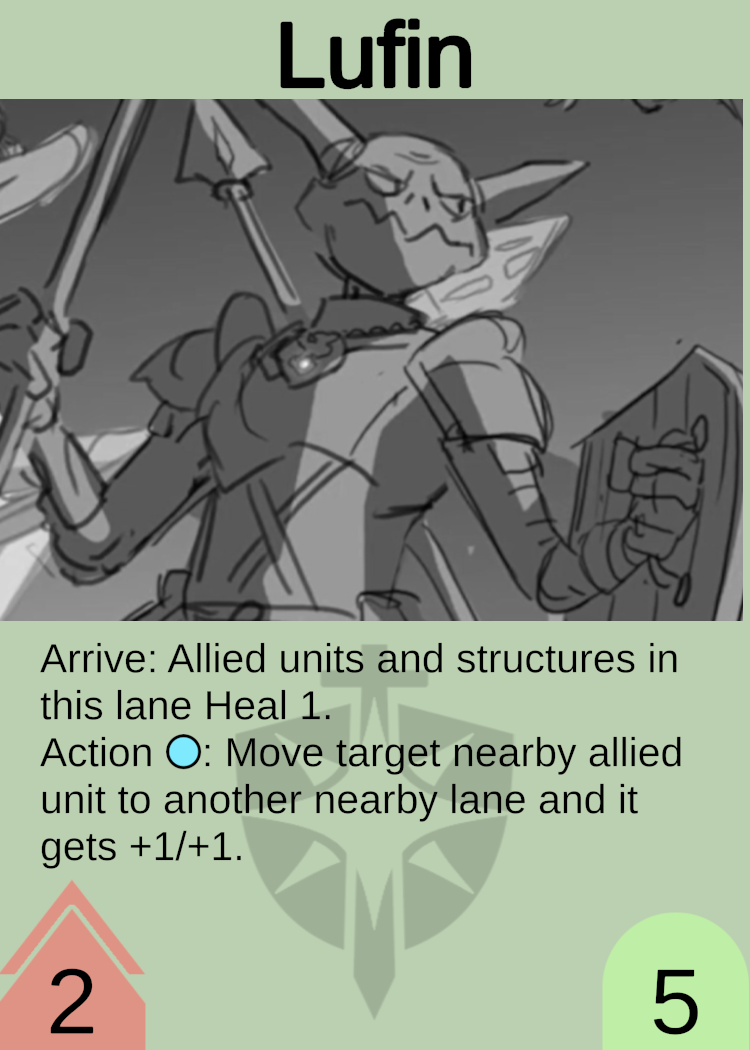 Lufin
Arrive: Allied units and structures in
this lane Heal 1.
Action : Move target nearby allied
unit to another nearby lane and it
gets +1/+1.
2
5